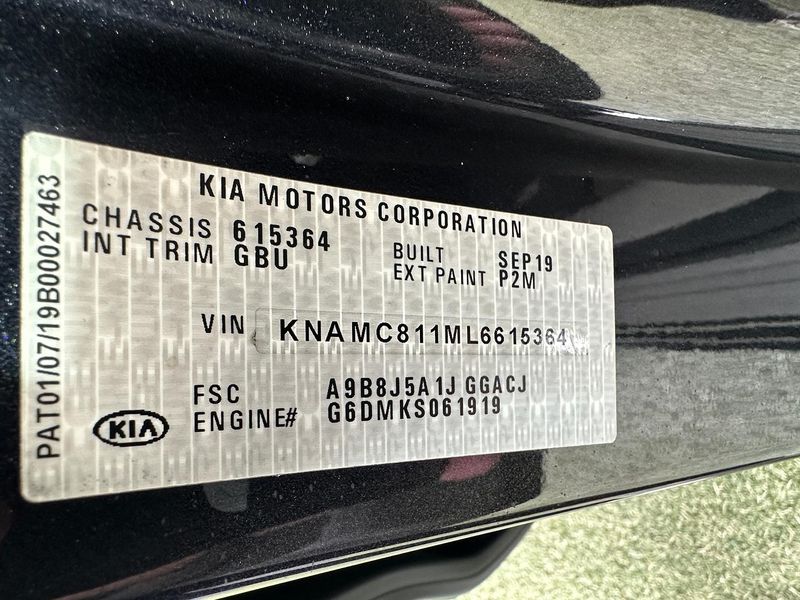 KIA MOTORS CORPORATION
CHASSIS 615364
INT TRIM GBU
BUILT SEP19
EXT PAINT P2M
VIN KNAMC811ML6615364
FSC A9B8J5A1J GGACJ
ENGINE# G6DMKS061919
KIA
PAT01/07/19B00027463